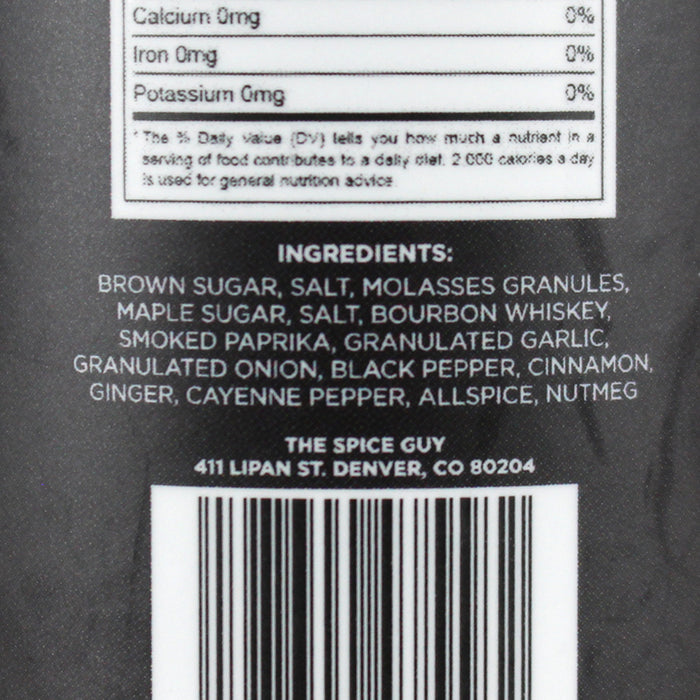 Calcium 0mg 0%
Iron 0mg 0%
Potassium 0mg 0%
* The % Daily Value (DV) tells you how much a nutrient in a
serving of food contributes to a daily diet. 2 000 calories a day
is used for general nutrition advice.
INGREDIENTS:
BROWN SUGAR, SALT, MOLASSES GRANULES,
MAPLE SUGAR, SALT, BOURBON WHISKEY,
SMOKED PAPRIKA, GRANULATED GARLIC,
GRANULATED ONION, BLACK PEPPER, CINNAMON,
GINGER, CAYENNE PEPPER, ALLSPICE, NUTMEG
THE SPICE GUY
411 LIPAN ST. DENVER, CO 80204